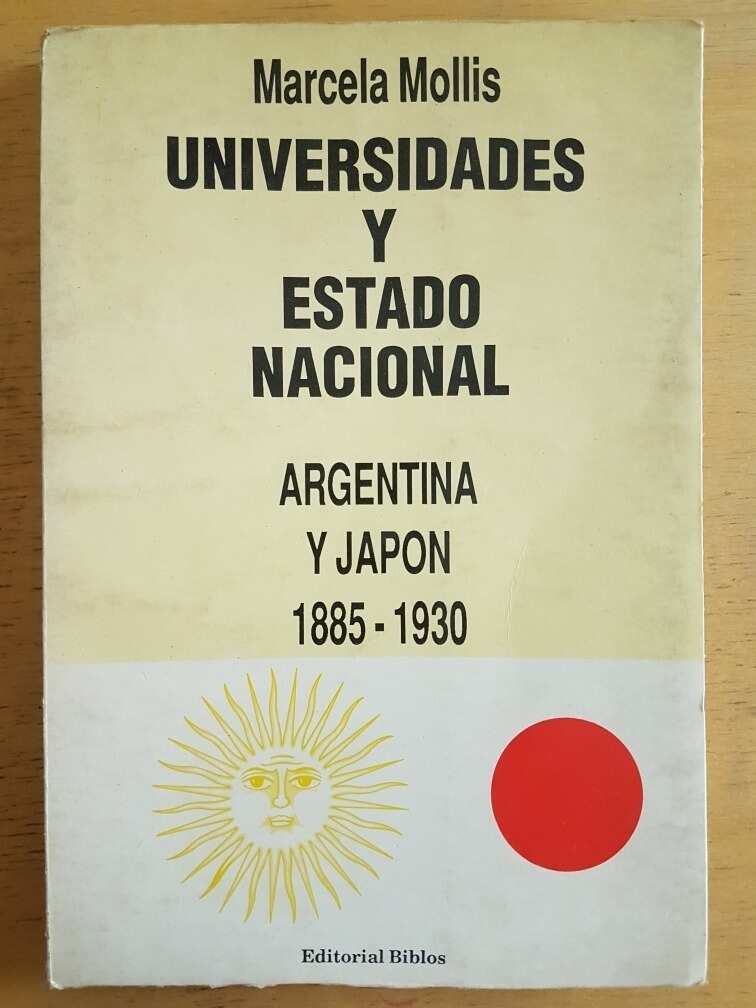 Marcela Mollis
UNIVERSIDADES
Y
ESTADO
NACIONAL
ARGENTINA
Y JAPON
1885 - 1930
Editorial Biblos